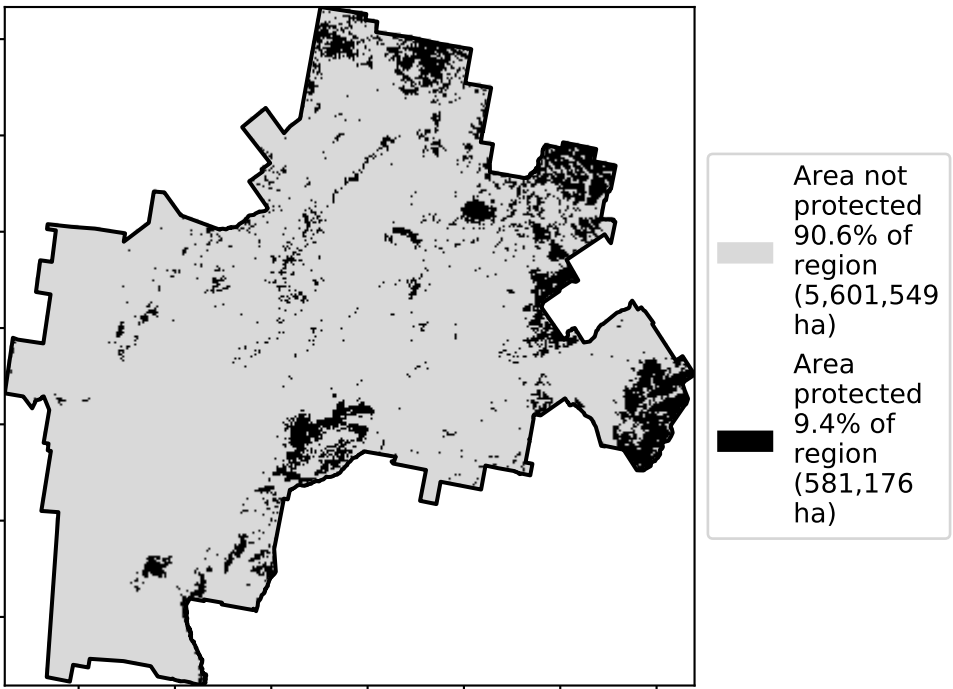 Area not
protected
90.6% of
region
(5,601,549
ha)
Area
protected
9.4% of
region
(581,176
ha)